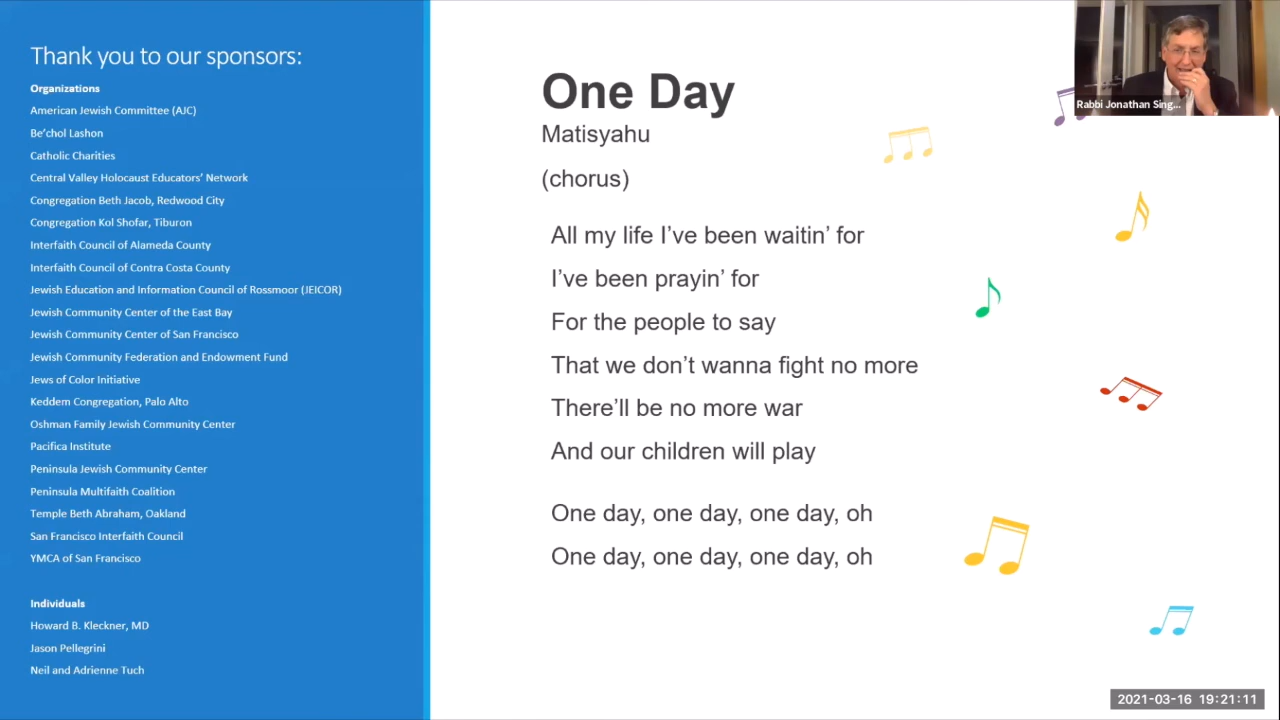 Thank you to our sponsors:
Organizations
American Jewish Committee (AJC)
Be’chol Lashon
Catholic Charities
Central Valley Holocaust Educators’ Network
Congregation Beth Jacob, Redwood City
Congregation Kol Shofar, Tiburon
Interfaith Council of Alameda County
Interfaith Council of Contra Costa County
Jewish Education and Information Council of Rossmoor (JEICOR)
Jewish Community Center of the East Bay
Jewish Community Center of San Francisco
Jewish Community Federation and Endowment Fund
Jews of Color Initiative
Keddem Congregation, Palo Alto
Oshman Family Jewish Community Center
Pacifica Institute
Peninsula Jewish Community Center
Peninsula Multifaith Coalition
Temple Beth Abraham, Oakland
San Francisco Interfaith Council
YMCA of San Francisco
Individuals
Howard B. Kleckner, MD
Jason Pellegrini
Neil and Adrienne Tuch
One Day
Matisyahu
(chorus)
All my life I’ve been waitin’ for
I’ve been prayin’ for
For the people to say
That we don’t wanna fight no more
There’ll be no more war
And our children will play
One day, one day, one day, oh
One day, one day, one day, oh
Rabbi Jonathan Sing...
2021-03-16 19:21:11